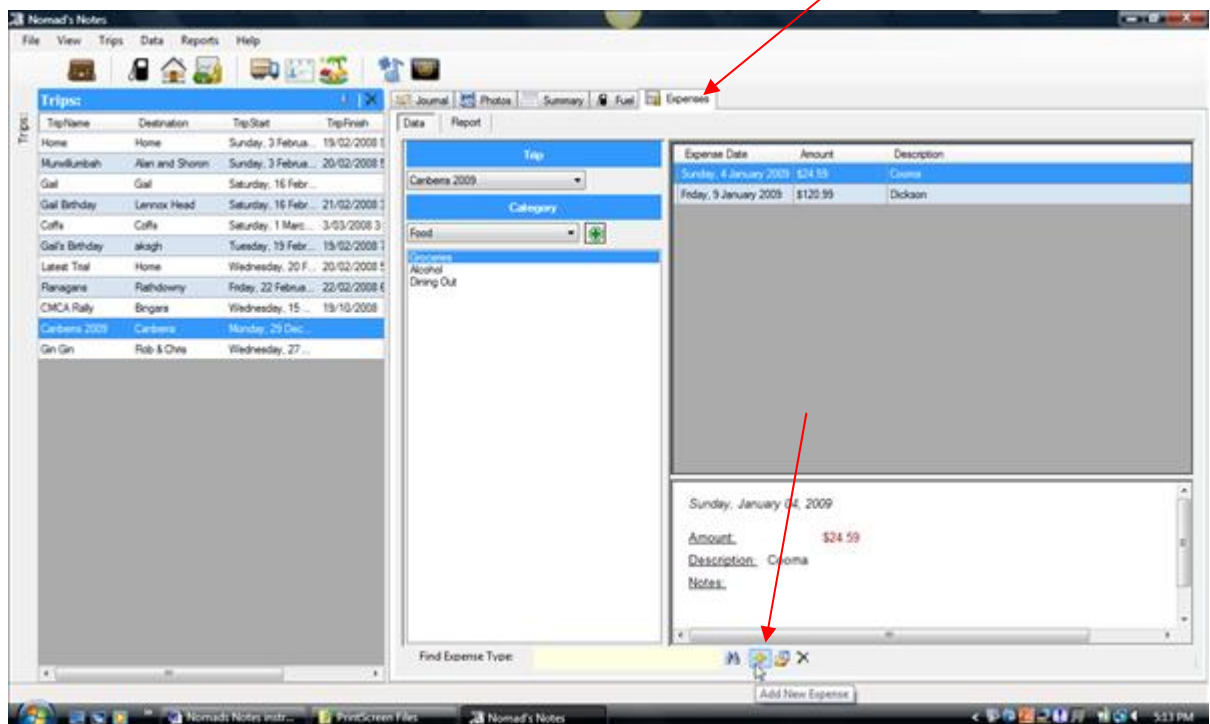 Nomad's Notes
File View Trips Data Reports Help
Trips:
Trips:
Journal Photos Summary Fuel Expenses
Data Report
TripName Destination TripStart TripFinish
Home Home Sunday, 3 Februa... 19/02/2008
Murwillumbah Alan and Sharon Sunday, 3 Februa... 20/02/2008
Gail Gail Saturday, 16 Febr...
Gail Birthday Lennox Head Saturday, 16 Febr... 21/02/2008
Coffs Coffs Saturday, 1 Marc... 3/03/2008 3
Gail's Birthday Tuesday, 19 Febr... 19/02/2008
Latest Trial Home Wednesday, 20 F... 20/02/2008
Flanagans Rathdowny Friday, 22 Februa... 22/02/2008
CMCA Rally Bingara Wednesday, 15 ... 19/10/2008
Canberra 2009 Canberra Monday, 29 Dec...
Gin Gin Rob & Chris Wednesday, 27 ...
Trip
Canberra 2009
Category
Food
Groceries
Alcohol
Dining Out
Expense Date Amount Description
Sunday, 4 January 2009 $24.59 Cooma
Friday, 9 January 2009 $120.99 Dickson
Sunday, January 04, 2009
Amount: $24.59
Description: Cooma
Notes:
Find Expense Type:
Add New Expense
Nomads Notes instr... PrintScreen Files Nomad's Notes 5:13 PM